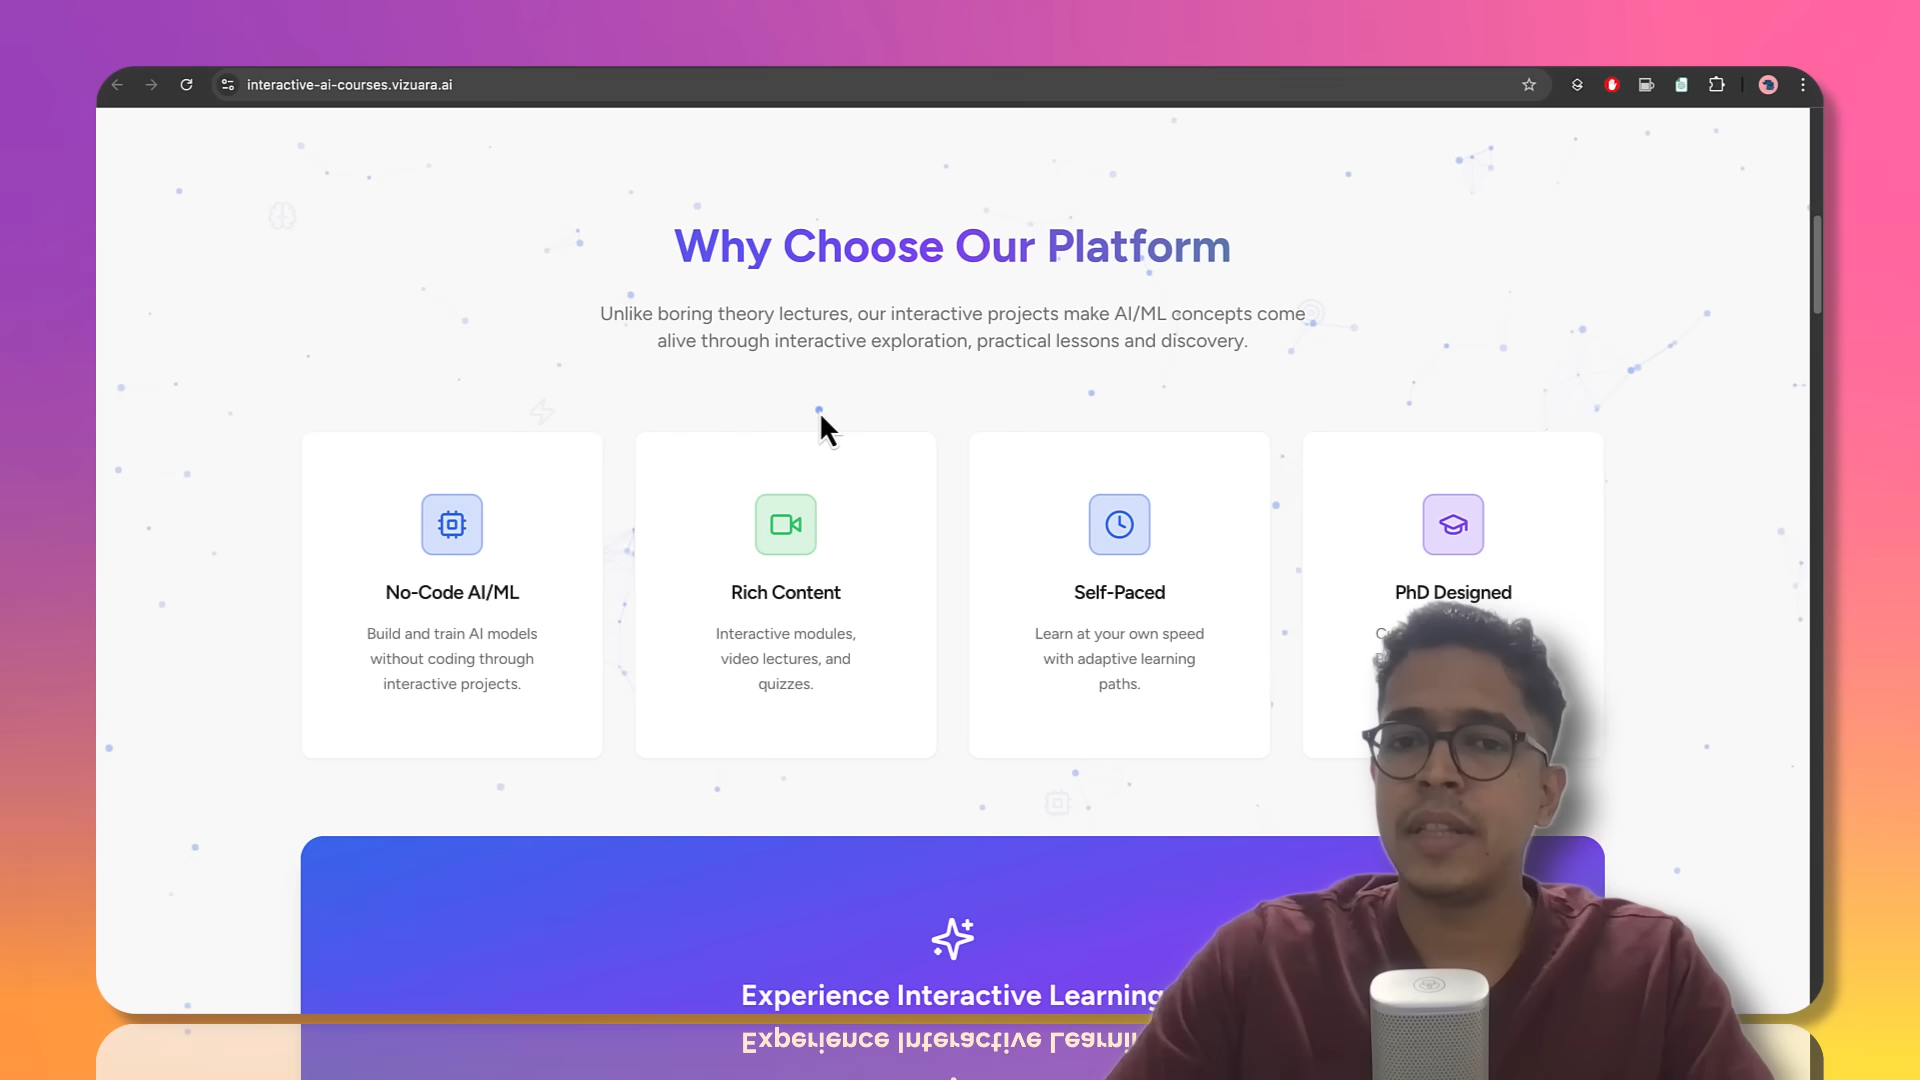 interactive-ai-courses.vizuara.ai
Why Choose Our Platform
Unlike boring theory lectures, our interactive projects make AI/ML concepts come
alive through interactive exploration, practical lessons and discovery.
No-Code AI/ML
Build and train AI models
without coding through
interactive projects.
Rich Content
Interactive modules,
video lectures, and
quizzes.
Self-Paced
Learn at your own speed
with adaptive learning
paths.
PhD Designed
Experience Interactive Learning
Experience Interactive Learnin